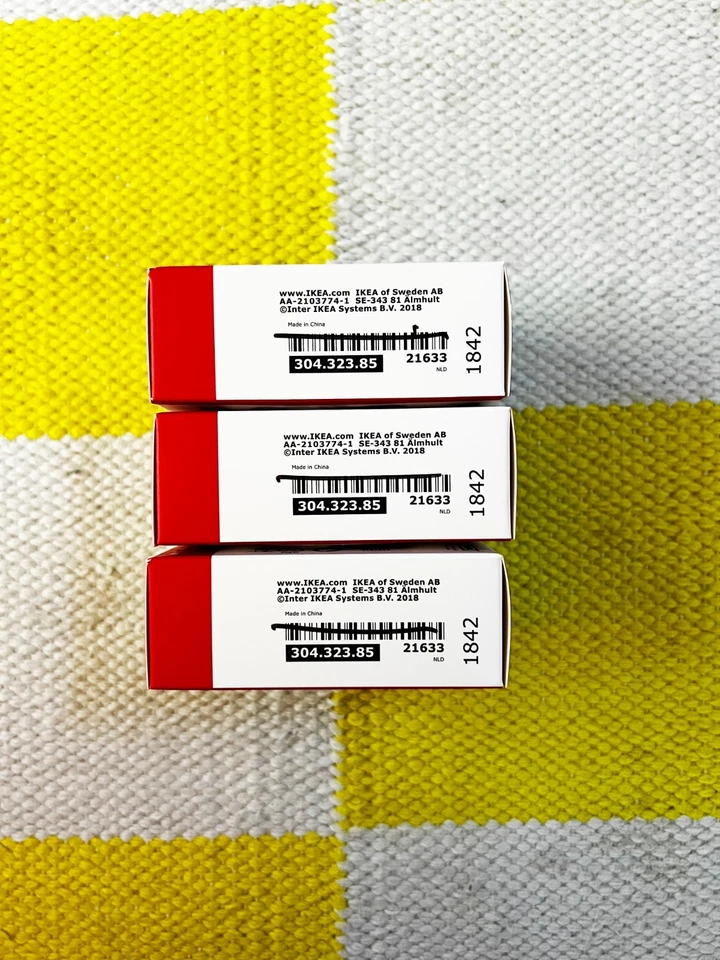 www.IKEA.com IKEA of Sweden AB
AA-2103774-1 SE-343 81 Älmhult
©Inter IKEA Systems B.V. 2018
Made in China
304.323.85
21633
NLD
1842
www.IKEA.com IKEA of Sweden AB
AA-2103774-1 SE-343 81 Älmhult
©Inter IKEA Systems B.V. 2018
Made in China
304.323.85
21633
NLD
1842
www.IKEA.com IKEA of Sweden AB
AA-2103774-1 SE-343 81 Älmhult
©Inter IKEA Systems B.V. 2018
Made in China
304.323.85
21633
NLD
1842